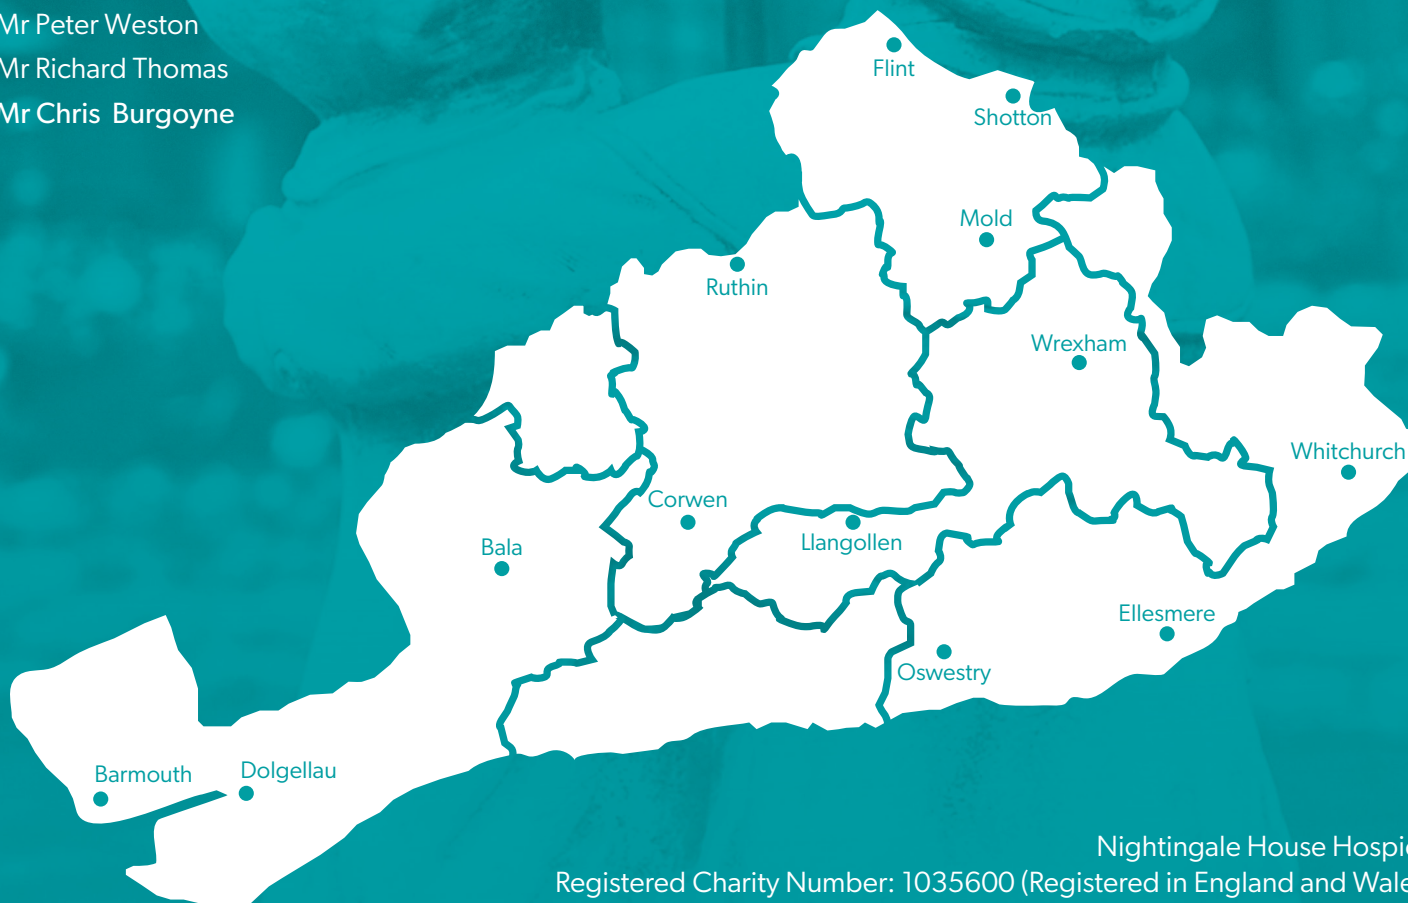 Mr Peter Weston
Mr Richard Thomas
Mr Chris Burgoyne
Flint
Shotton
Mold
Ruthin
Wrexham
Whitchurch
Corwen
Llangollen
Bala
Ellesmere
Oswestry
Barmouth
Dolgellau
Nightingale House Hospic
Registered Charity Number: 1035600 (Registered in England and Wale